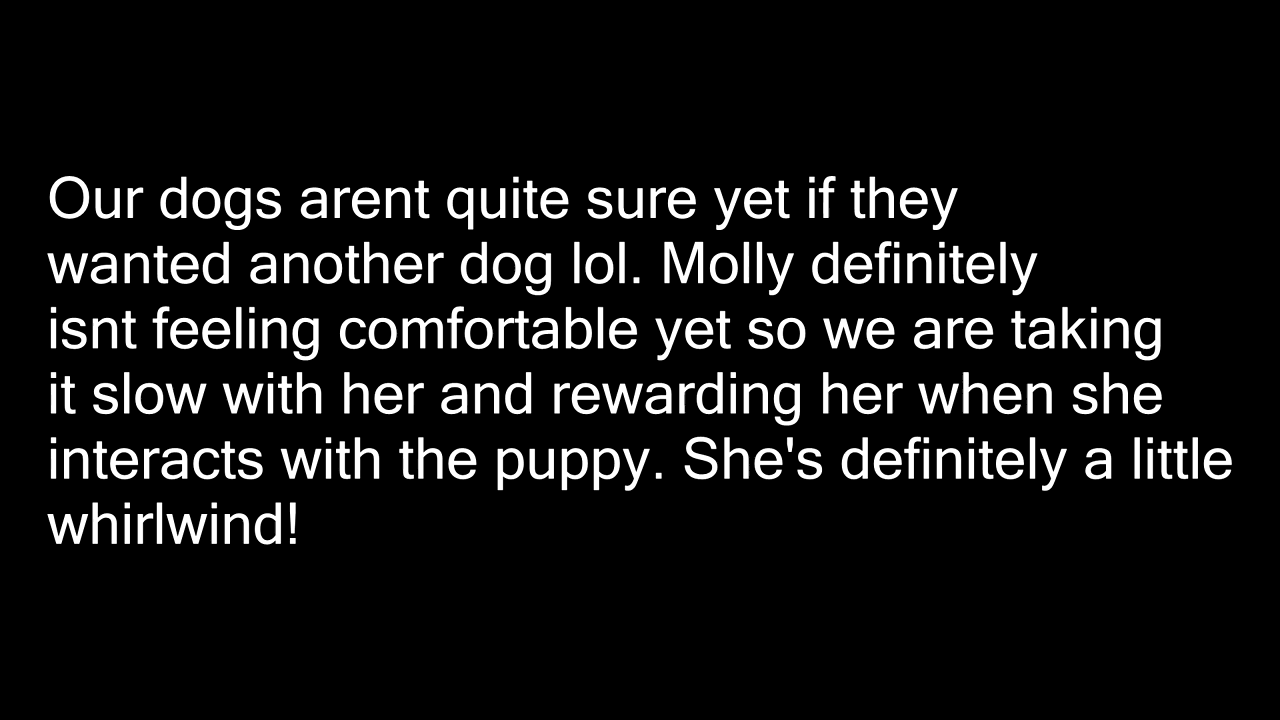 Our dogs arent quite sure yet if they
wanted another dog lol. Molly definitely
isnt feeling comfortable yet so we are taking
it slow with her and rewarding her when she
interacts with the puppy. She's definitely a little
whirlwind!